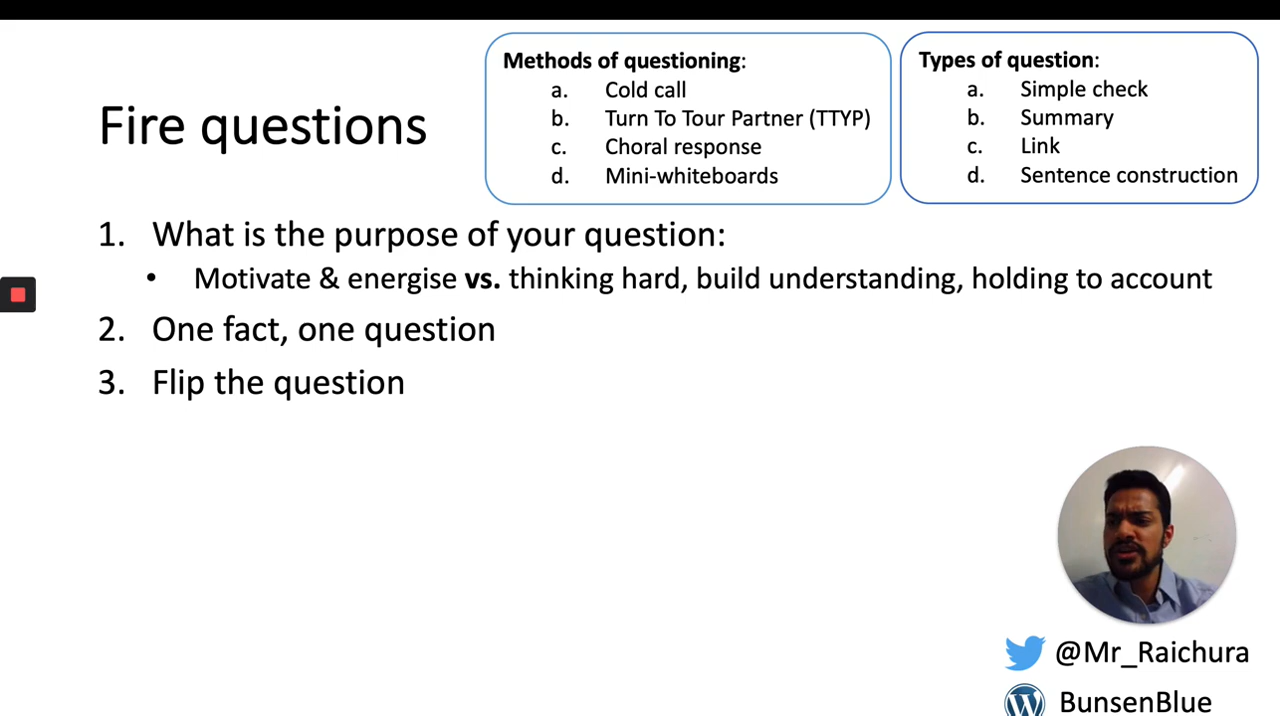 Fire questions
Methods of questioning:
a. Cold call
b. Turn To Tour Partner (TTYP)
c. Choral response
d. Mini-whiteboards
Types of question:
a. Simple check
b. Summary
c. Link
d. Sentence construction
1. What is the purpose of your question:
• Motivate & energise vs. thinking hard, build understanding, holding to account
2. One fact, one question
3. Flip the question
@Mr_Raichura
BunsenBlue